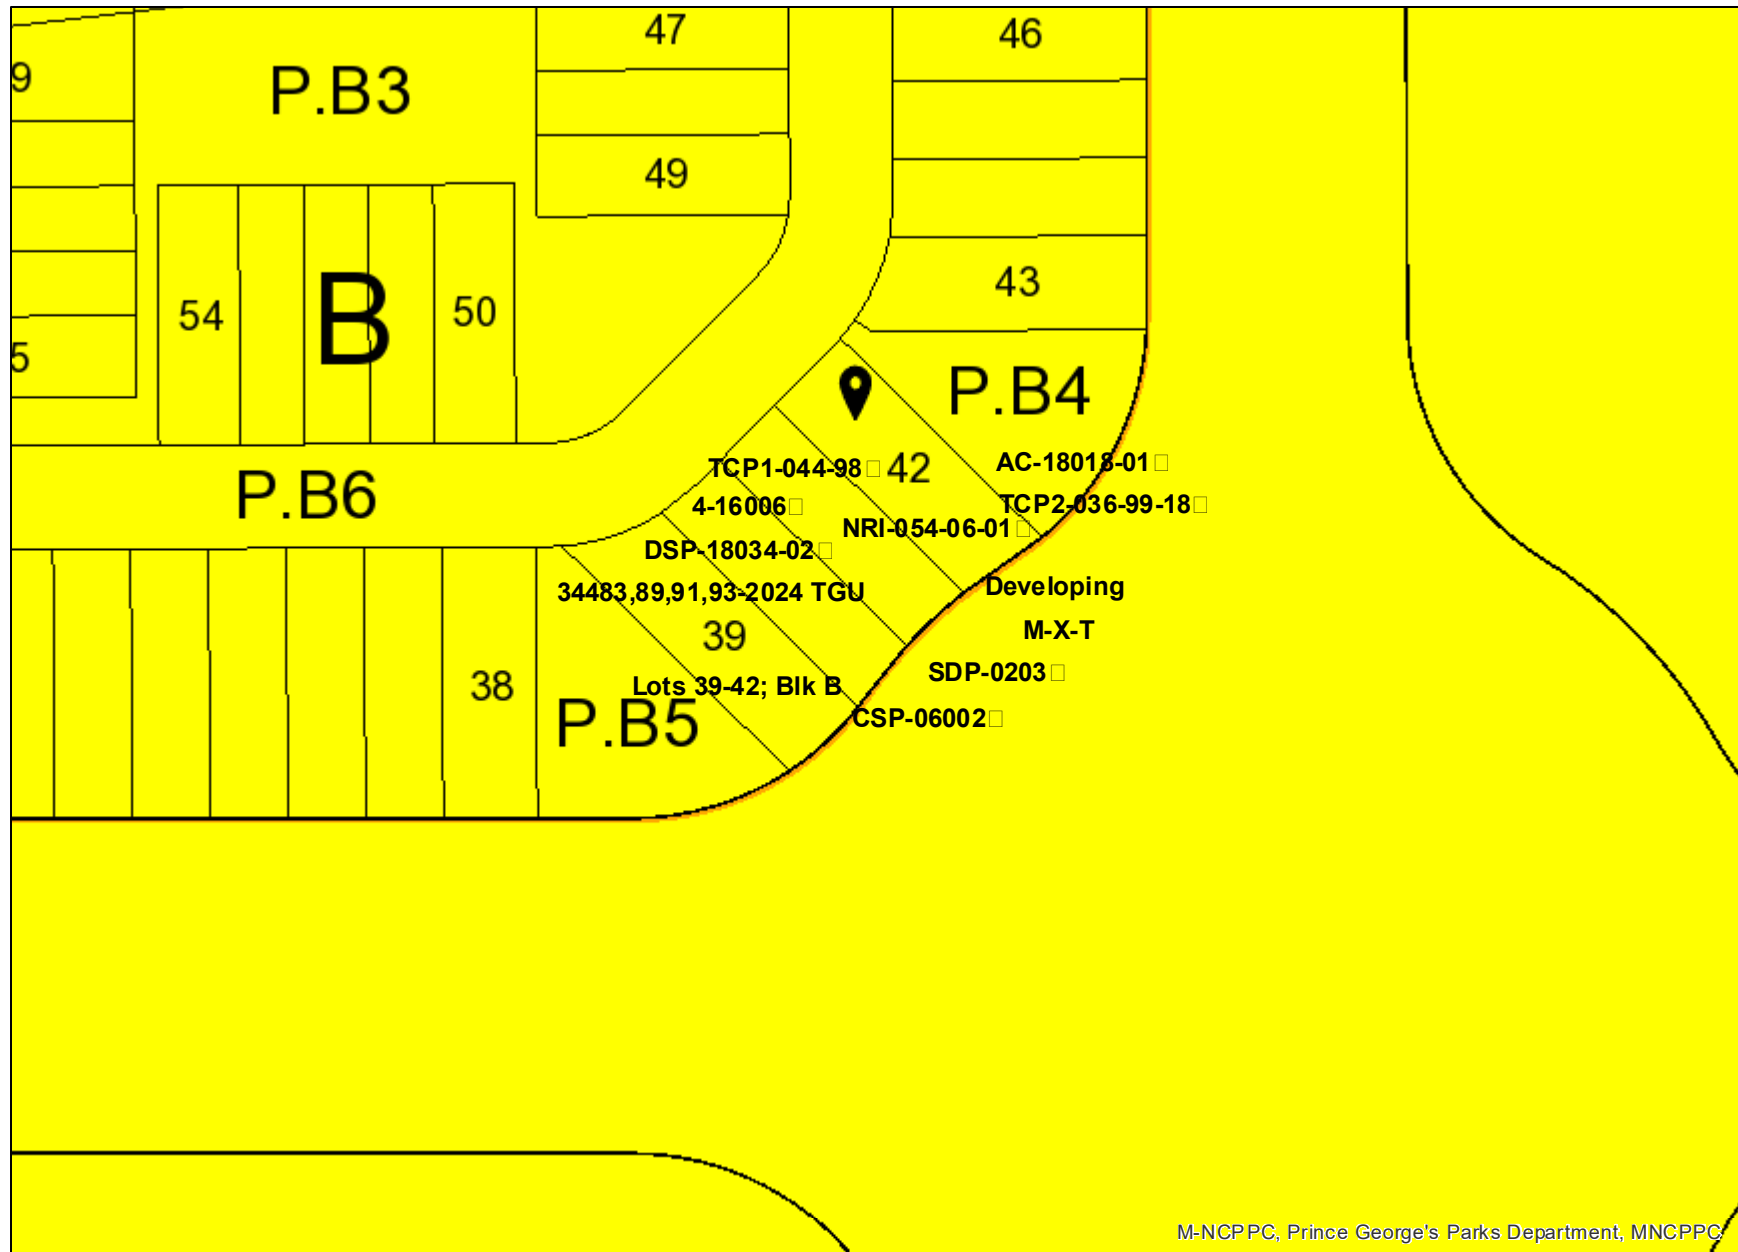 47
46
9
P.B3
49
43
54
B
50
5
P.B4
42
TCP1-044-98
AC-18018-01
P.B6
4-16006
TCP2-036-99-18
NRI-054-06-01
DSP-18034-02
34483,89,91,93-2024 TGU
Developing
39
M-X-T
38
Lots 39-42; Blk B
SDP-0203
P.B5
CSP-06002
M-NCPPC, Prince George's Parks Department, MNCPPC